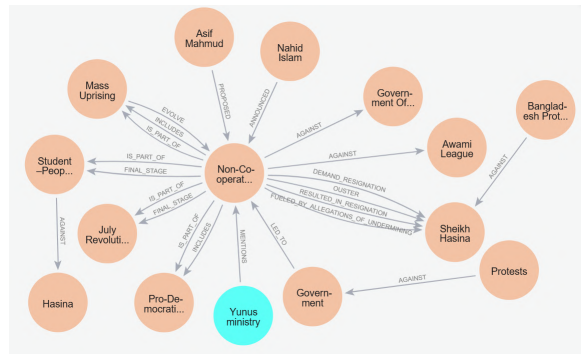 Asif
Mahmud
Nahid
Islam
Mass
Uprising
Govern-
ment Of...
Banglad-
esh Prot...
PROPOSED
ANNOUNCED
EVOLVE
INCLUDES
IS_PART_OF
AGAINST
AGAINST
AGAINST
Awami
League
Student
–Peop...
IS_PART_OF
FINAL_STAGE
Non-Co-
operat...
DEMAND_RESIGNATION
OUSTER
RESULTED_IN_RESIGNATION
FUELED_BY_ALLEGATIONS_OF_UNDERMINING
Sheikh
Hasina
AGAINST
IS_PART_OF
FINAL_STAGE
July
Revoluti...
IS_PART_OF
INCLUDES
MENTIONS
LED_TO
Hasina
Pro-De-
mocrati...
Yunus
ministry
Govern-
ment
AGAINST
Protests